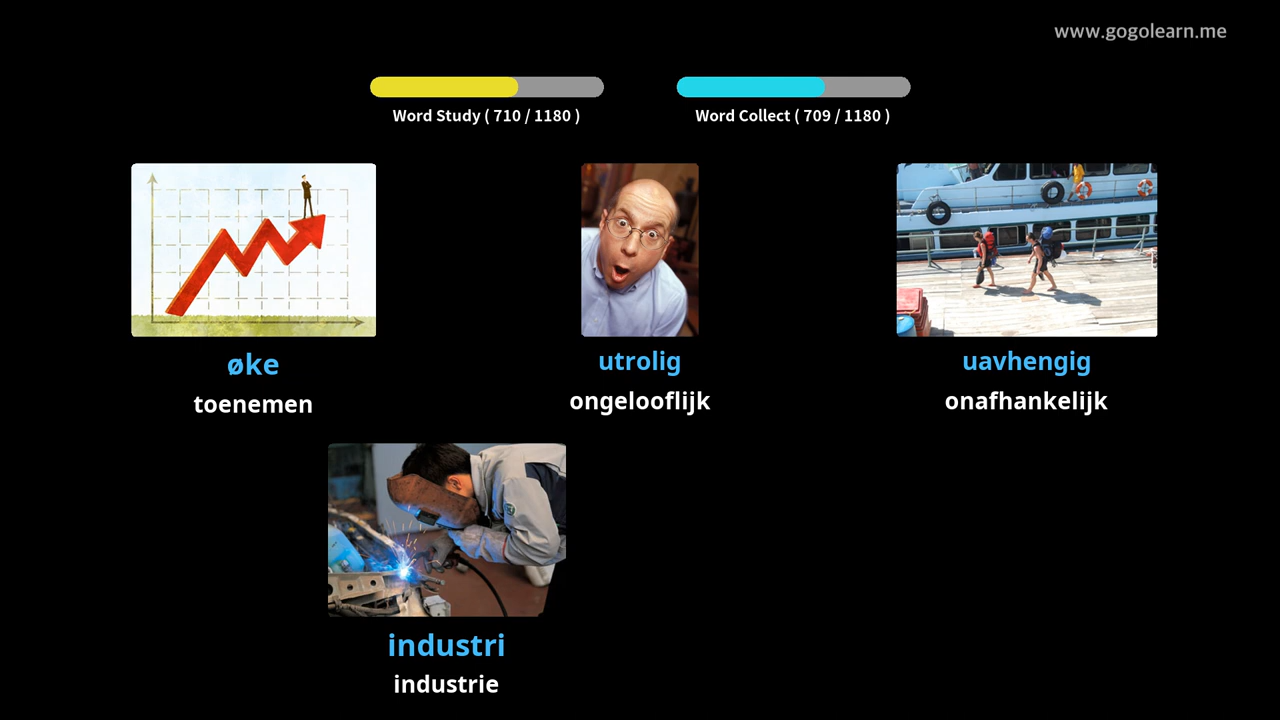 www.gogolearn.me
Word Study ( 710 / 1180 )
Word Collect ( 709 / 1180 )
øke
utrolig
uavhengig
toenemen
ongelooflijk
onafhankelijk
industri
industrie